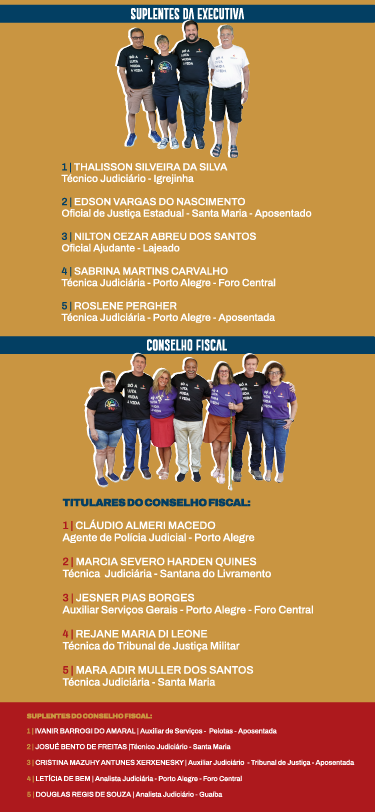 SUPLENTES DA EXECUTIVA
1 | THALISSON SILVEIRA DA SILVA
Técnico Judiciário - Igrejinha
2 | EDSON VARGAS DO NASCIMENTO
Oficial de Justiça Estadual - Santa Maria - Aposentado
3 | NILTON CEZAR ABREU DOS SANTOS
Oficial Ajudante - Lajeado
4 | SABRINA MARTINS CARVALHO
Técnica Judiciária - Porto Alegre - Foro Central
5 | ROSLENE PERGHER
Técnica Judiciária - Porto Alegre - Aposentada
CONSELHO FISCAL
TITULARES DO CONSELHO FISCAL:
1 | CLÁUDIO ALMERI MACEDO
Agente de Polícia Judicial - Porto Alegre
2 | MARCIA SEVERO HARDEN QUINES
Técnica Judiciária - Santana do Livramento
3 | JESNER PIAS BORGES
Auxiliar Serviços Gerais - Porto Alegre - Foro Central
4 | REJANE MARIA DI LEONE
Técnica do Tribunal de Justiça Militar
5 | MARA ADIR MULLER DOS SANTOS
Técnica Judiciária - Santa Maria
SUPLENTES DO CONSELHO FISCAL:
1 | IVANIR BARROGI DO AMARAL | Auxiliar de Serviços - Pelotas - Aposentada
2 | JOSUÉ BENTO DE FREITAS |Técnico Judiciário - Santa Maria
3 | CRISTINA MAZUHY ANTUNES XERXENESKY | Auxiliar Judiciário - Tribunal de Justiça - Aposentada
4 | LETÍCIA DE BEM | Analista Judiciária - Porto Alegre - Foro Central
5 | DOUGLAS REGIS DE SOUZA | Analista Judicial - Guaíba